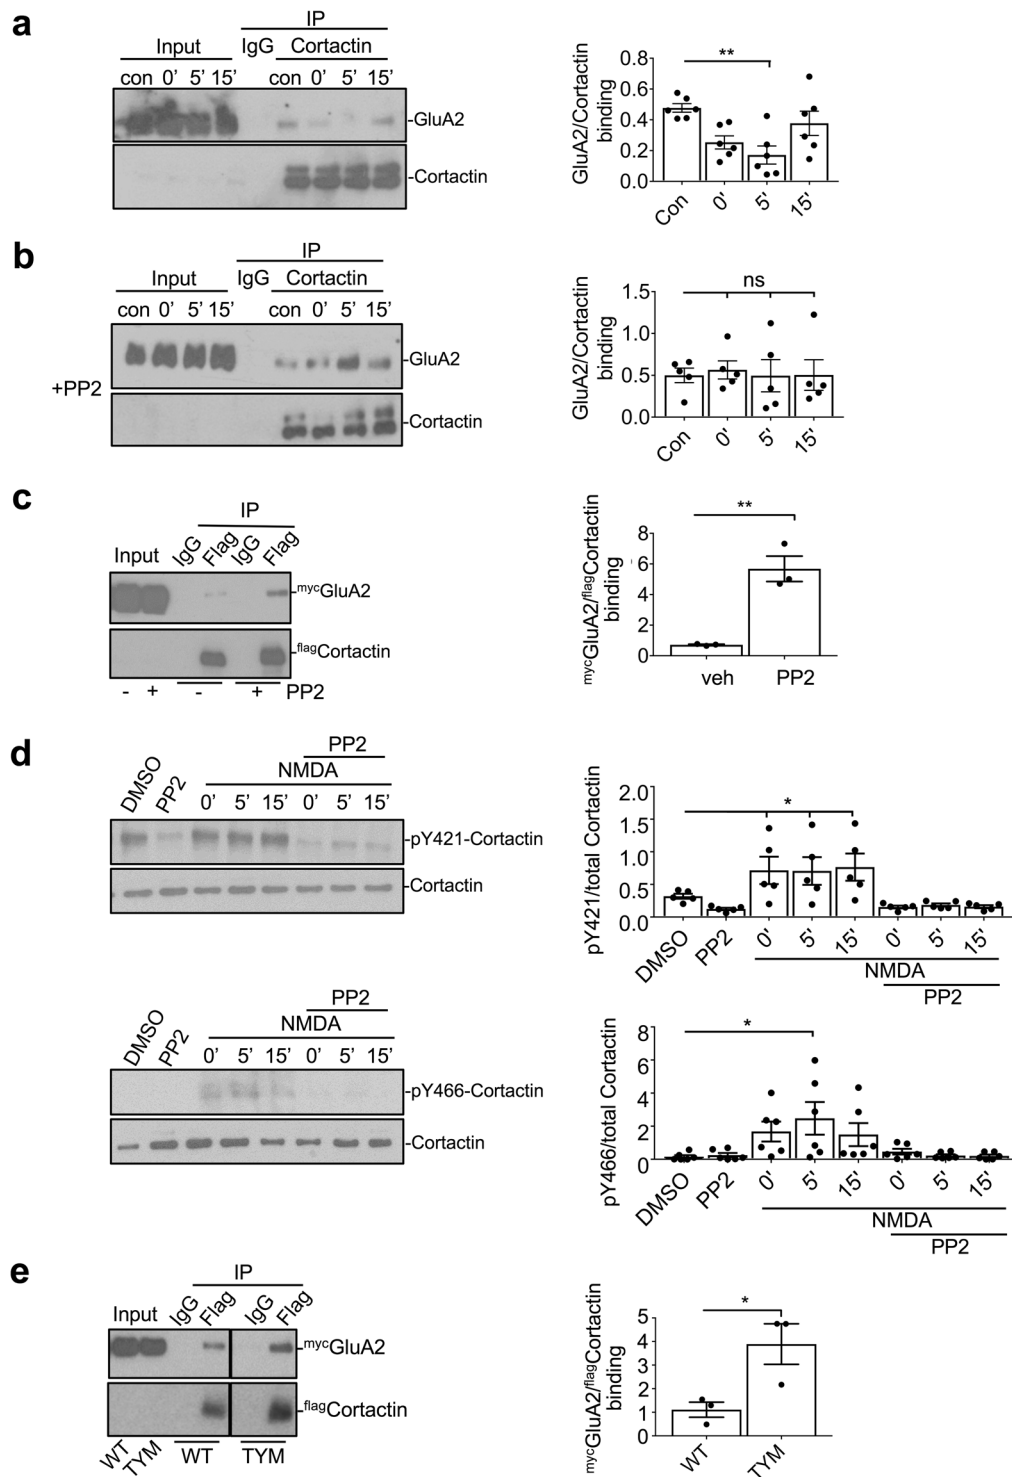 a
IP
Input IgG Cortactin
con 0’ 5’ 15’ con 0’ 5’ 15’
-GluA2
-Cortactin
GluA2/Cortactin
binding
0.8
0.6
0.4
0.2
0.0
**
Con 0' 5' 15'
b
IP
Input IgG Cortactin
con 0’ 5’ 15’ con 0’ 5’ 15’
+PP2
-GluA2
-Cortactin
GluA2/Cortactin
binding
1.5
1.0
0.5
0.0
ns
Con 0' 5' 15'
c
IP
Input IgG Flag IgG Flag
mycGluA2
flagCortactin
- + - + PP2
mycGluA2/flagCortactin
binding
8
6
4
2
0
**
veh PP2
d
PP2
NMDA
DMSO PP2 0’ 5’ 15’ 0’ 5’ 15’
-pY421-Cortactin
-Cortactin
pY421/total Cortactin
2.0
1.5
1.0
0.5
0.0
*
DMSO PP2 0' 5' 15' 0' 5' 15'
NMDA
PP2
PP2
NMDA
DMSO PP2 0’ 5’ 15’ 0’ 5’ 15’
-pY466-Cortactin
-Cortactin
pY466/total Cortactin
8
6
4
2
0
*
DMSO PP2 0' 5' 15' 0' 5' 15'
NMDA
PP2
e
IP
Input IgG Flag IgG Flag
mycGluA2
flagCortactin
WT TYM WT TYM
mycGluA2/flagCortactin
binding
5
4
3
2
1
0
*
WT TYM